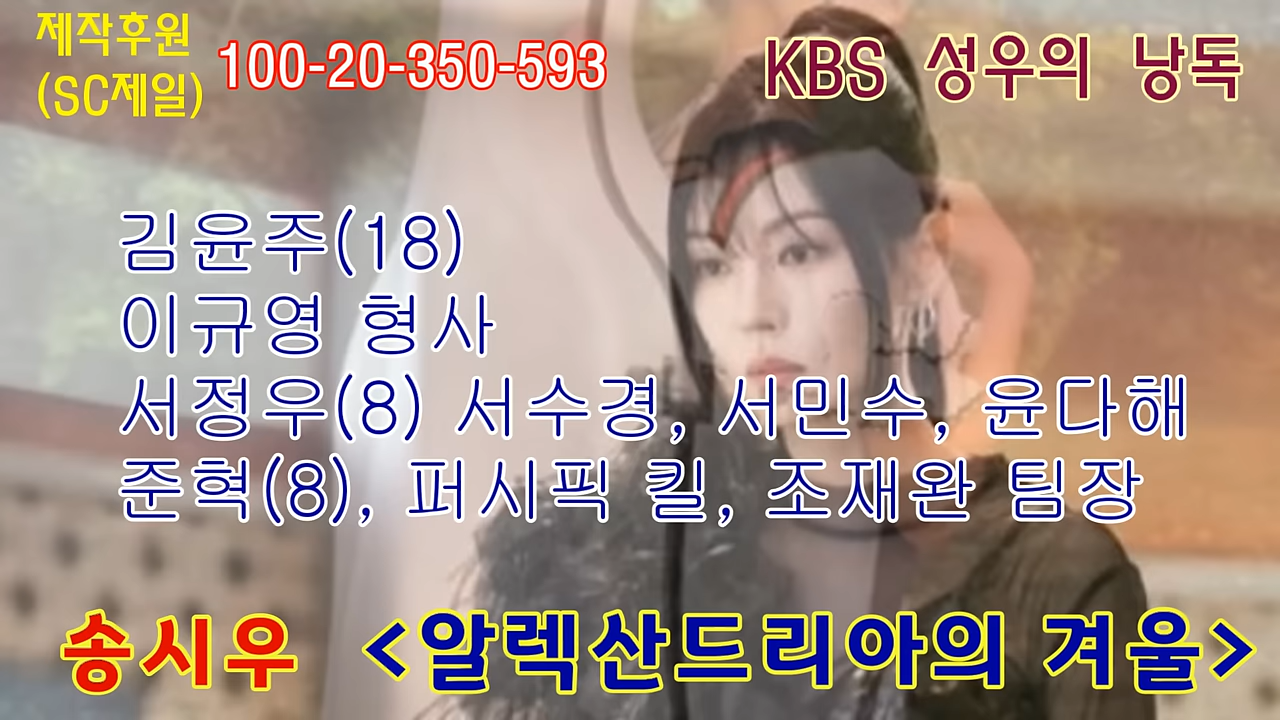 제작후원
(SC제일)
100-20-350-593
KBS 성우의 낭독
김윤주(18)
이규영 형사
서정우(8) 서수경, 서민수, 윤다해
준혁(8), 퍼시픽 킬, 조재완 팀장
송시우 <알렉산드리아의 겨울>